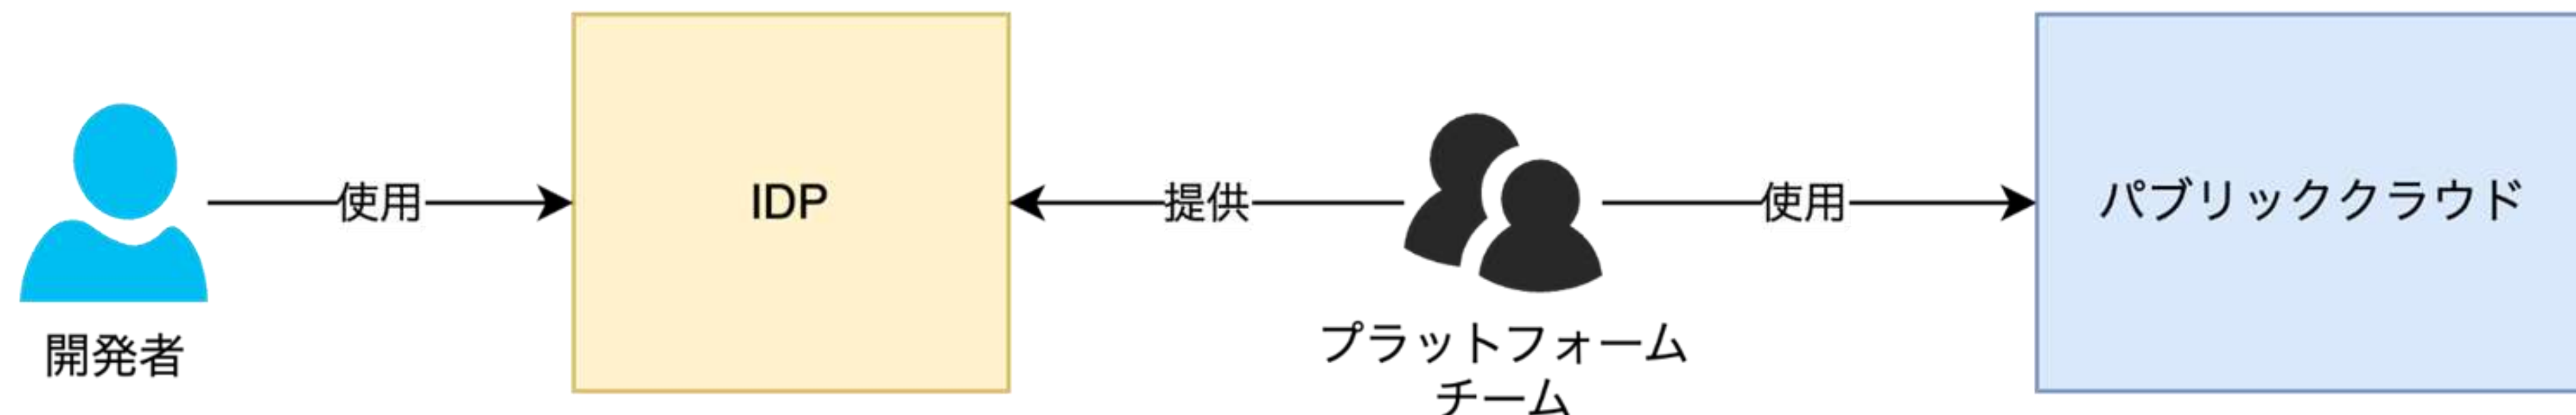 使用
IDP
提供
使用
パブリッククラウド
開発者
プラットフォーム
チーム